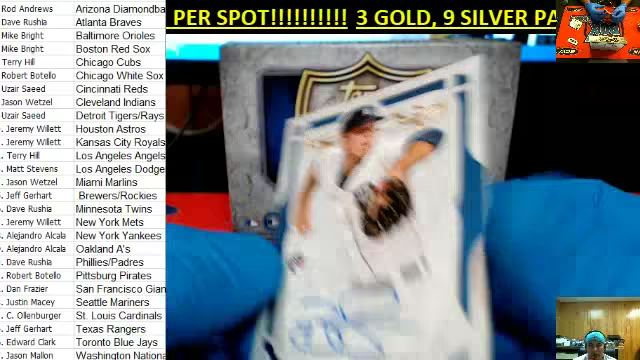 PER SPOT!!!!!!!!!! 3 GOLD, 9 SILVER PA
Rod Andrews Arizona Diamondba
Dave Rushia Atlanta Braves
Mike Bright Baltimore Orioles
Mike Bright Boston Red Sox
Terry Hill Chicago Cubs
Robert Botello Chicago White Sox
Uzair Saeed Cincinnati Reds
Jason Wetzel Cleveland Indians
Uzair Saeed Detroit Tigers/Rays
. Jeremy Willett Houston Astros
. Jeremy Willett Kansas City Royals
. Terry Hill Los Angeles Angels
. Matt Stevens Los Angeles Dodge
. Jason Wetzel Miami Marlins
. Jeff Gerhart Brewers/Rockies
. Dave Rushia Minnesota Twins
. Jeremy Willett New York Mets
. Alejandro Alcala New York Yankees
. Alejandro Alcala Oakland A's
. Dave Rushia Phillies/Padres
. Robert Botello Pittsburg Pirates
. Dan Frazier San Francisco Gian
. Justin Macey Seattle Mariners
. C. Ollenburger St. Louis Cardinals
. Jeff Gerhart Texas Rangers
. Edward Clark Toronto Blue Jays
. Jason Mallon Washington Nationa